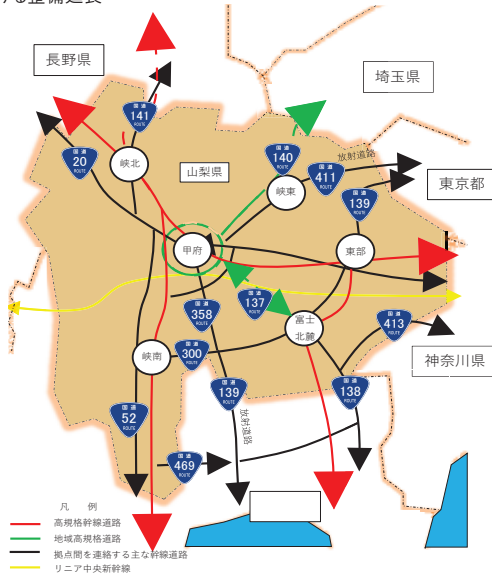 整備延長
長野県
埼玉県
国道
141
ROUTE
国道
20
ROUTE
峡北
山梨県
国道
140
ROUTE
放射道路
国道
411
ROUTE
東京都
国道
139
ROUTE
峡東
甲府
東部
国道
137
ROUTE
国道
358
ROUTE
富士
北麓
国道
413
ROUTE
国道
300
ROUTE
峡南
神奈川県
国道
139
ROUTE
国道
138
ROUTE
国道
52
ROUTE
放射道路
国道
469
ROUTE
凡 例
高規格幹線道路
地域高規格道路
拠点間を連絡する主な幹線道路
リニア中央新幹線